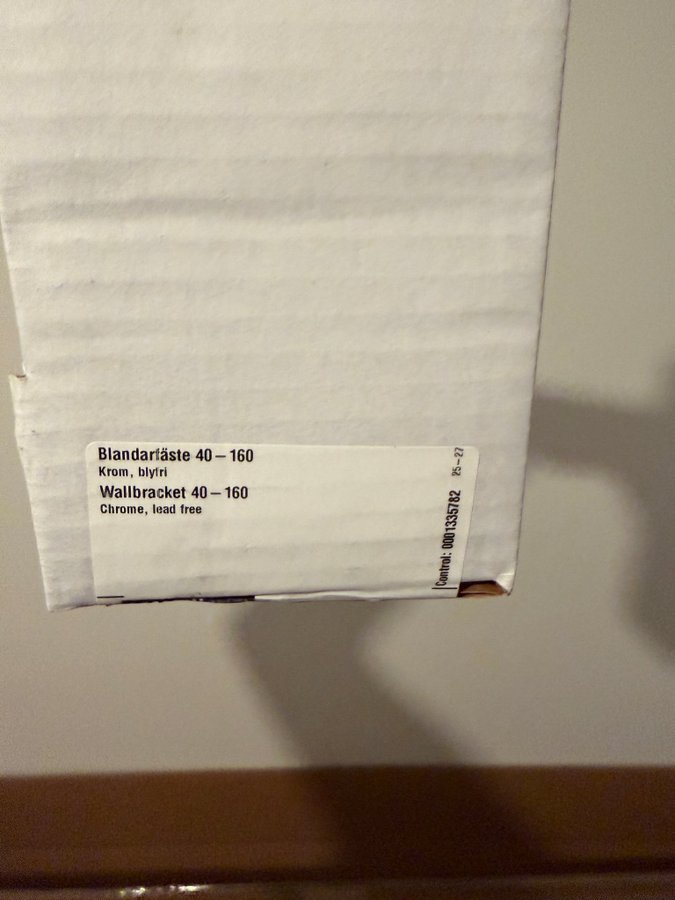 Blandarfäste 40 – 160
Krom, blyfri
Wallbracket 40 – 160
Chrome, lead free
Control: 0001335782
25–27